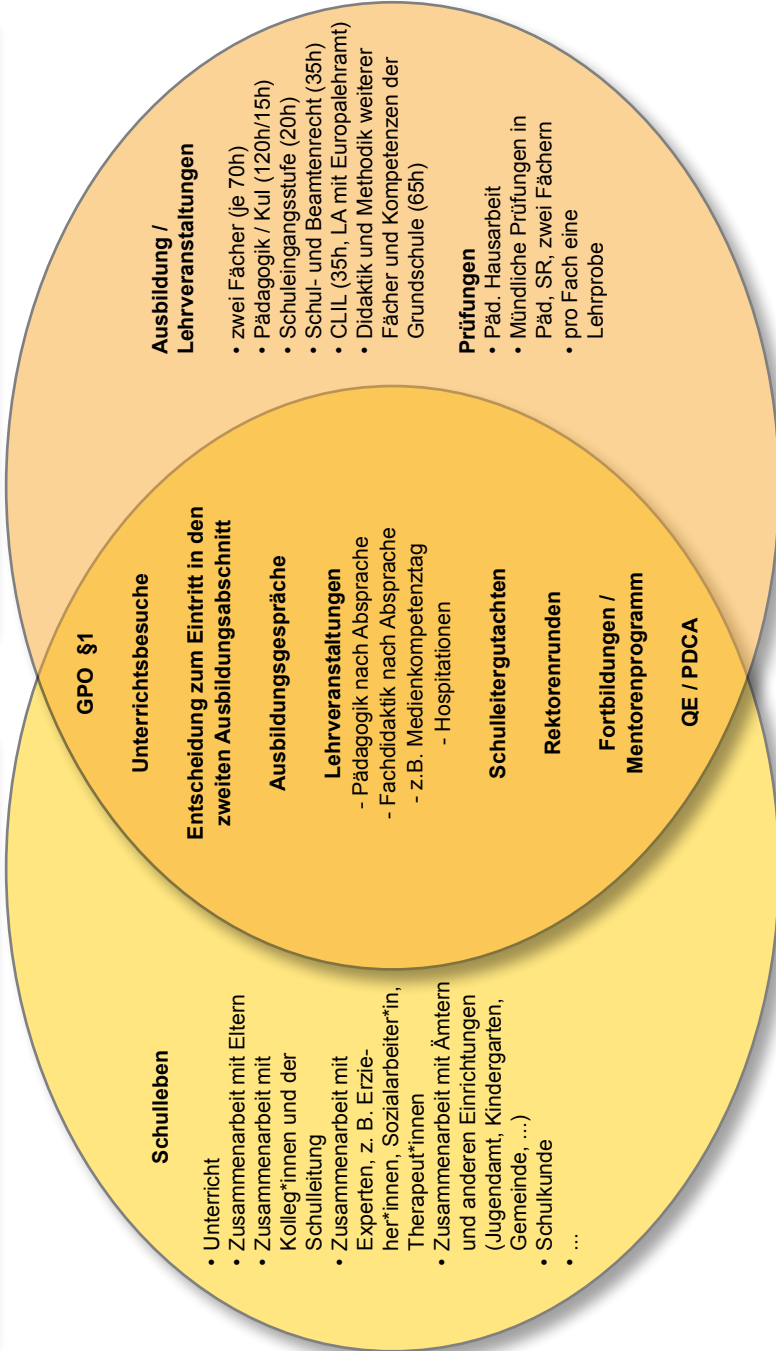 Schulleben
• Unterricht
• Zusammenarbeit mit Eltern
• Zusammenarbeit mit
Kolleg*innen und der
Schulleitung
• Zusammenarbeit mit
Experten, z. B. Erzie-
her*innen, Sozialarbeiter*in,
Therapeut*innen
• Zusammenarbeit mit Ämtern
und anderen Einrichtungen
(Jugendamt, Kindergarten,
Gemeinde, ...)
• Schulkunde
• ...
GPO §1
Unterrichtsbesuche
Entscheidung zum Eintritt in den
zweiten Ausbildungsabschnitt
Ausbildungsgespräche
Lehrveranstaltungen
- Pädagogik nach Absprache
- Fachdidaktik nach Absprache
- z.B. Medienkompetenztag
- Hospitationen
Schulleitergutachten
Rektorenrunden
Fortbildungen /
Mentorenprogramm
QE / PDCA
Ausbildung /
Lehrveranstaltungen
• zwei Fächer (je 70h)
• Pädagogik / KuI (120h/15h)
• Schuleingangsstufe (20h)
• Schul- und Beamtenrecht (35h)
• CLIL (35h, LA mit Europalehramt)
• Didaktik und Methodik weiterer
Fächer und Kompetenzen der
Grundschule (65h)
Prüfungen
• Päd. Hausarbeit
• Mündliche Prüfungen in
Päd, SR, zwei Fächern
• pro Fach eine
Lehrprobe